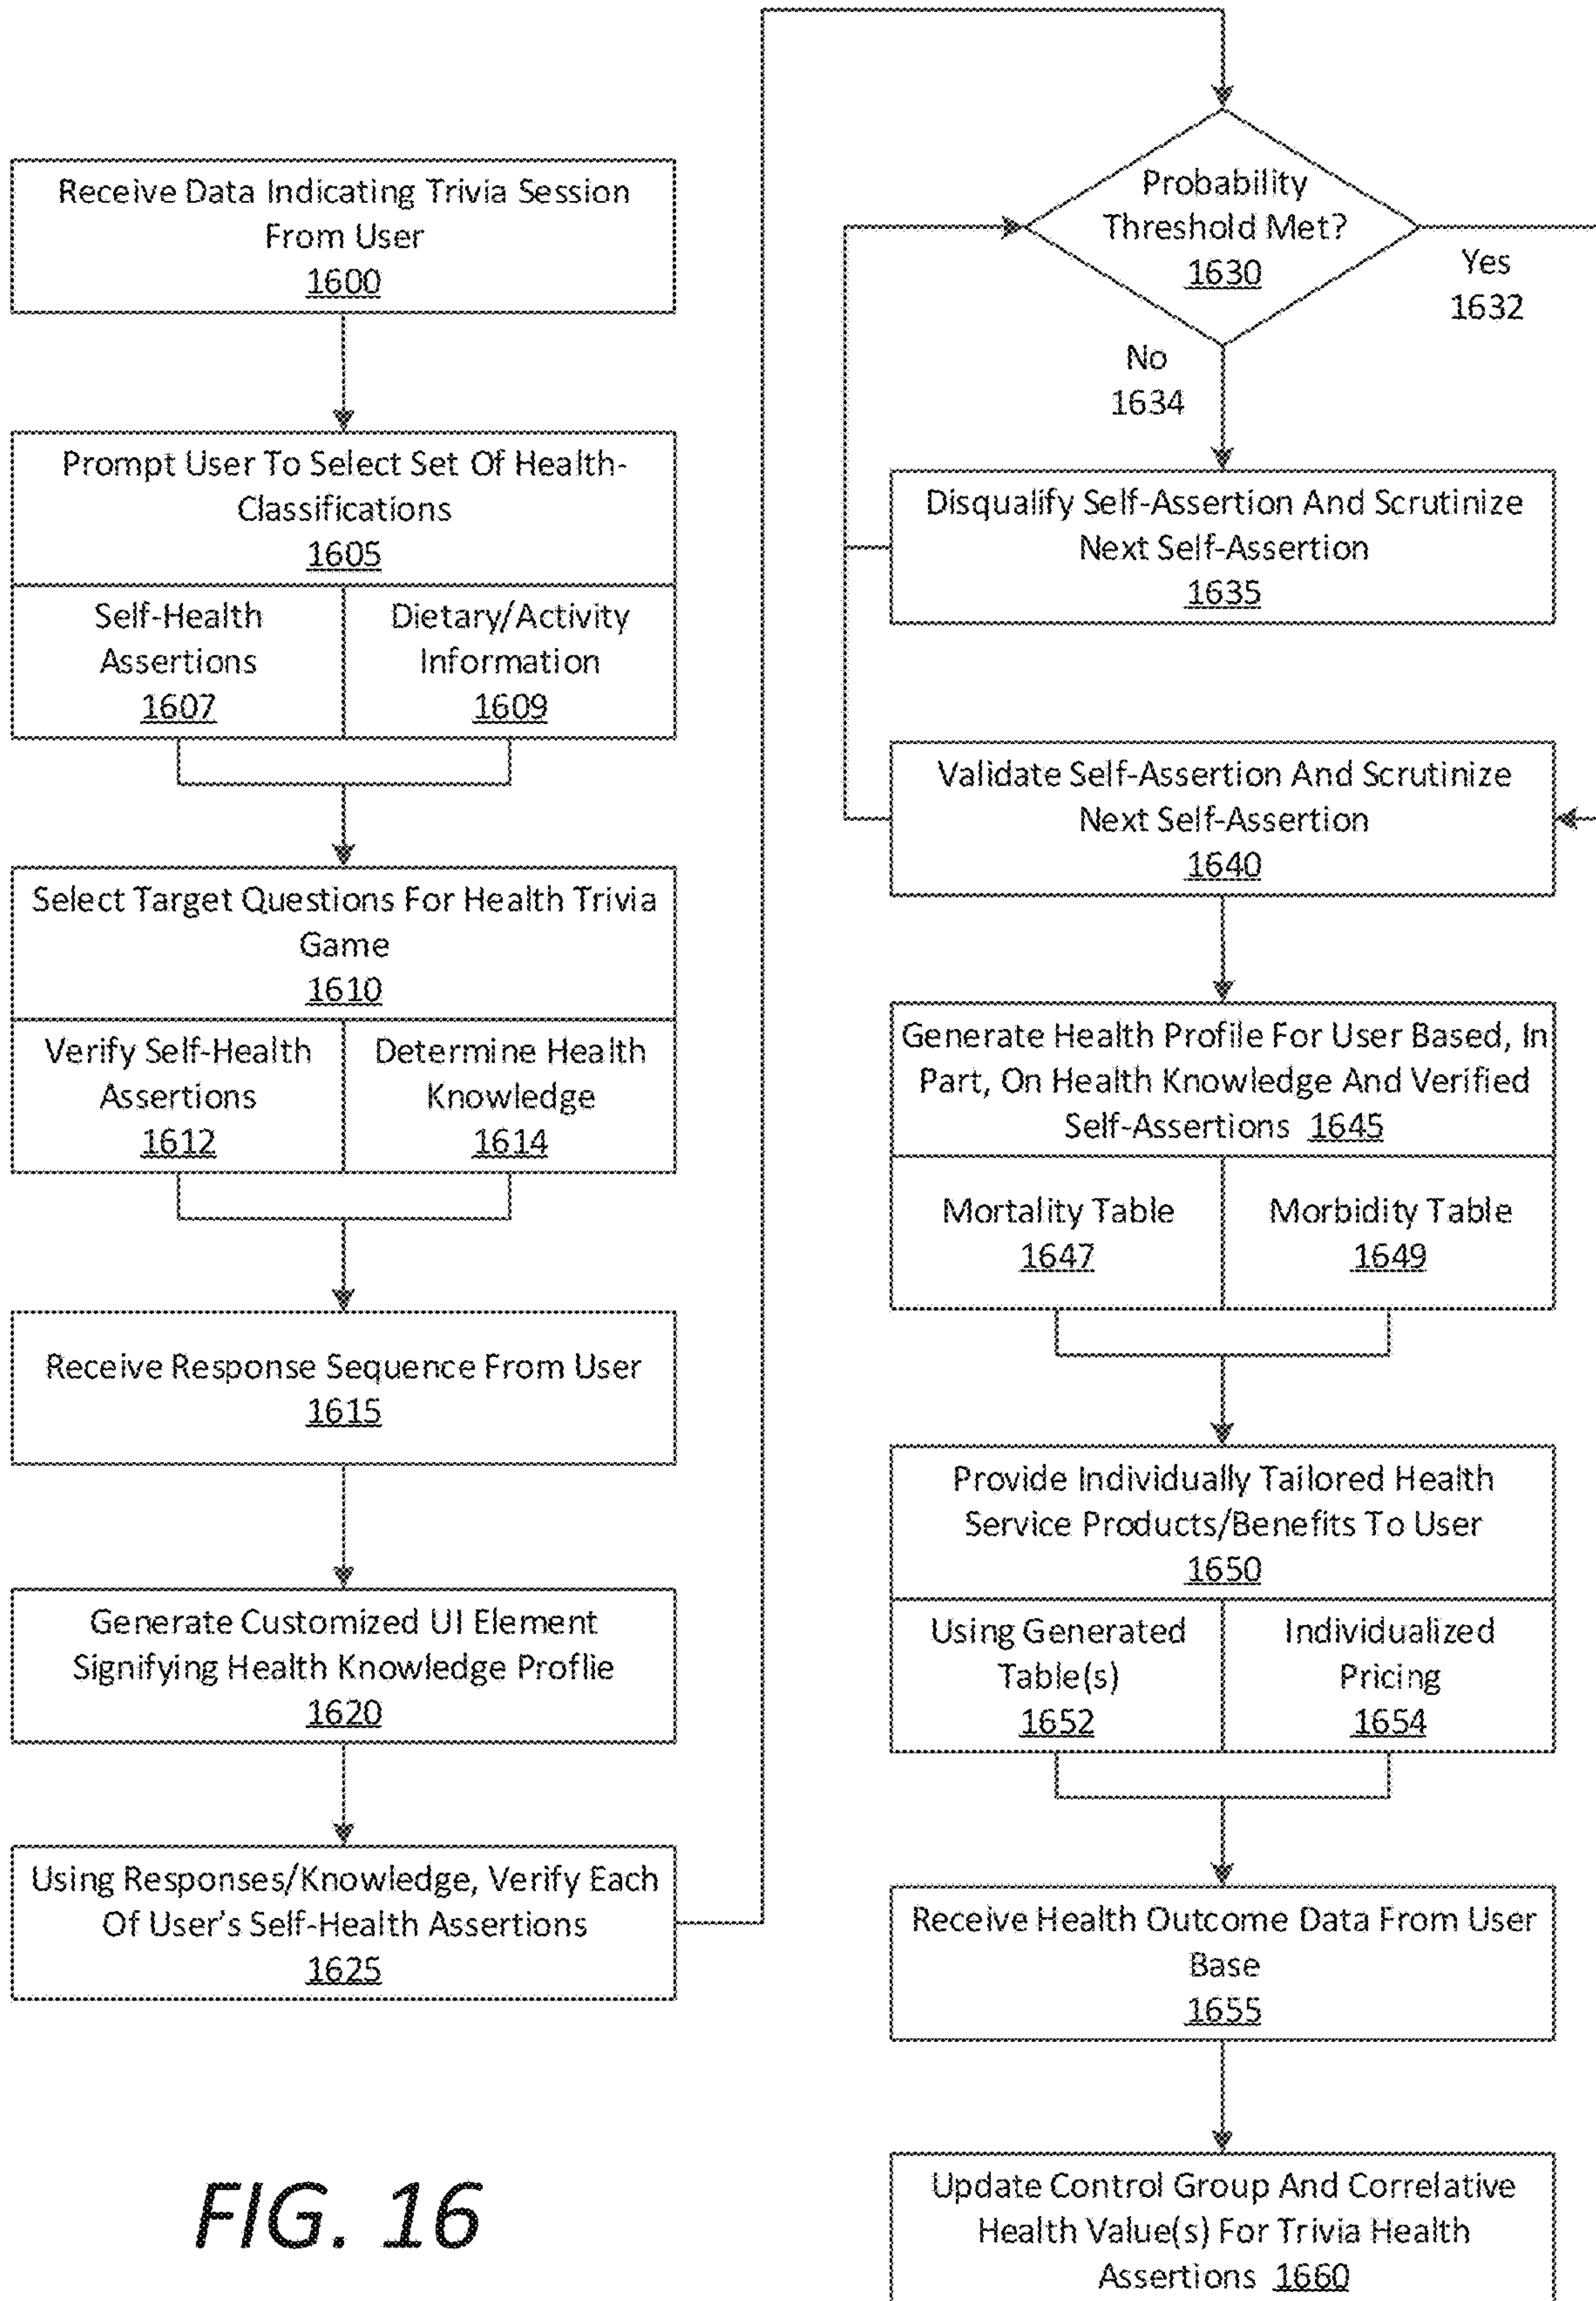 Receive Data Indicating Trivia Session
From User
1600
Prompt User To Select Set Of Health-
Classifications
1605
Self-Health
Assertions
1607
Dietary/Activity
Information
1609
Select Target Questions For Health Trivia
Game
1610
Verify Self-Health
Assertions
1612
Determine Health
Knowledge
1614
Receive Response Sequence From User
1615
Generate Customized UI Element
Signifying Health Knowledge Proflie
1620
Using Responses/Knowledge, Verify Each
Of User's Self-Health Assertions
1625
Probability
Threshold Met?
1630
Yes
1632
No
1634
Disqualify Self-Assertion And Scrutinize
Next Self-Assertion
1635
Validate Self-Assertion And Scrutinize
Next Self-Assertion
1640
Generate Health Profile For User Based, In
Part, On Health Knowledge And Verified
Self-Assertions 1645
Mortality Table
1647
Morbidity Table
1649
Provide Individually Tailored Health
Service Products/Benefits To User
1650
Using Generated
Table(s)
1652
Individualized
Pricing
1654
Receive Health Outcome Data From User
Base
1655
Update Control Group And Correlative
Health Value(s) For Trivia Health
Assertions 1660
FIG. 16